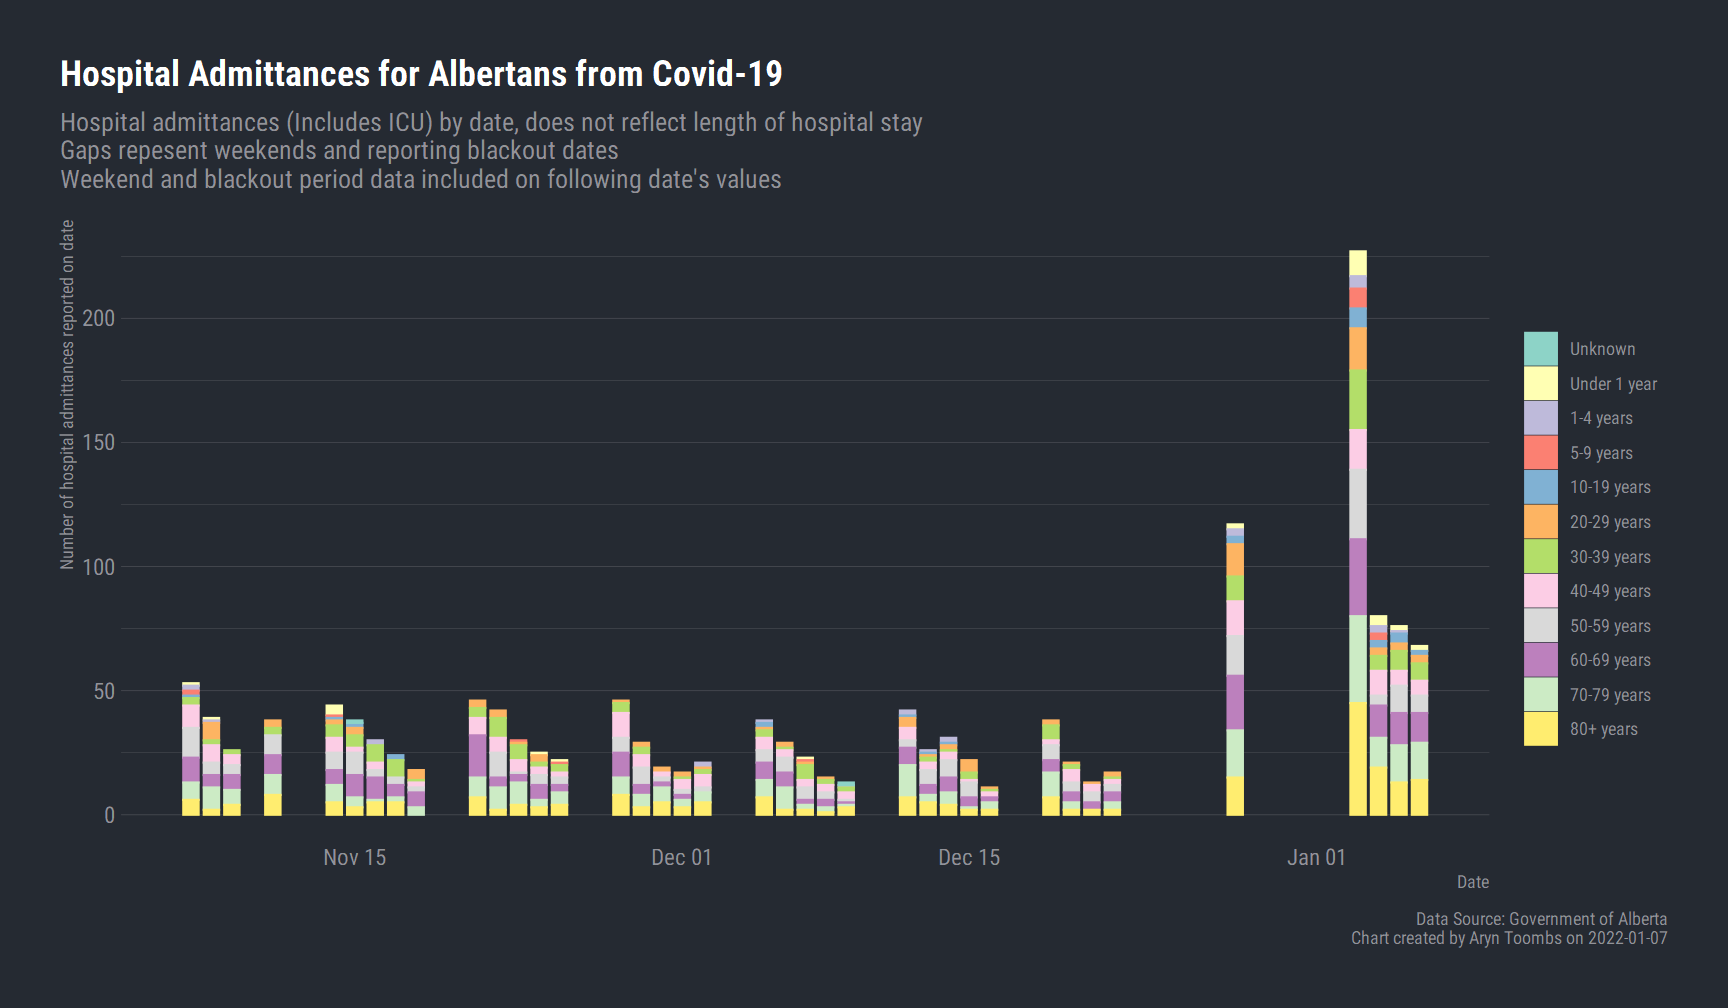 Hospital Admittances for Albertans from Covid-19
Hospital admittances (Includes ICU) by date, does not reflect length of hospital stay
Gaps repesent weekends and reporting blackout dates
Weekend and blackout period data included on following date's values
Number of hospital admittances reported on date
200
150
100
50
0
Nov 15
Dec 01
Dec 15
Jan 01
Date
Unknown
Under 1 year
1-4 years
5-9 years
10-19 years
20-29 years
30-39 years
40-49 years
50-59 years
60-69 years
70-79 years
80+ years
Data Source: Government of Alberta
Chart created by Aryn Toombs on 2022-01-07